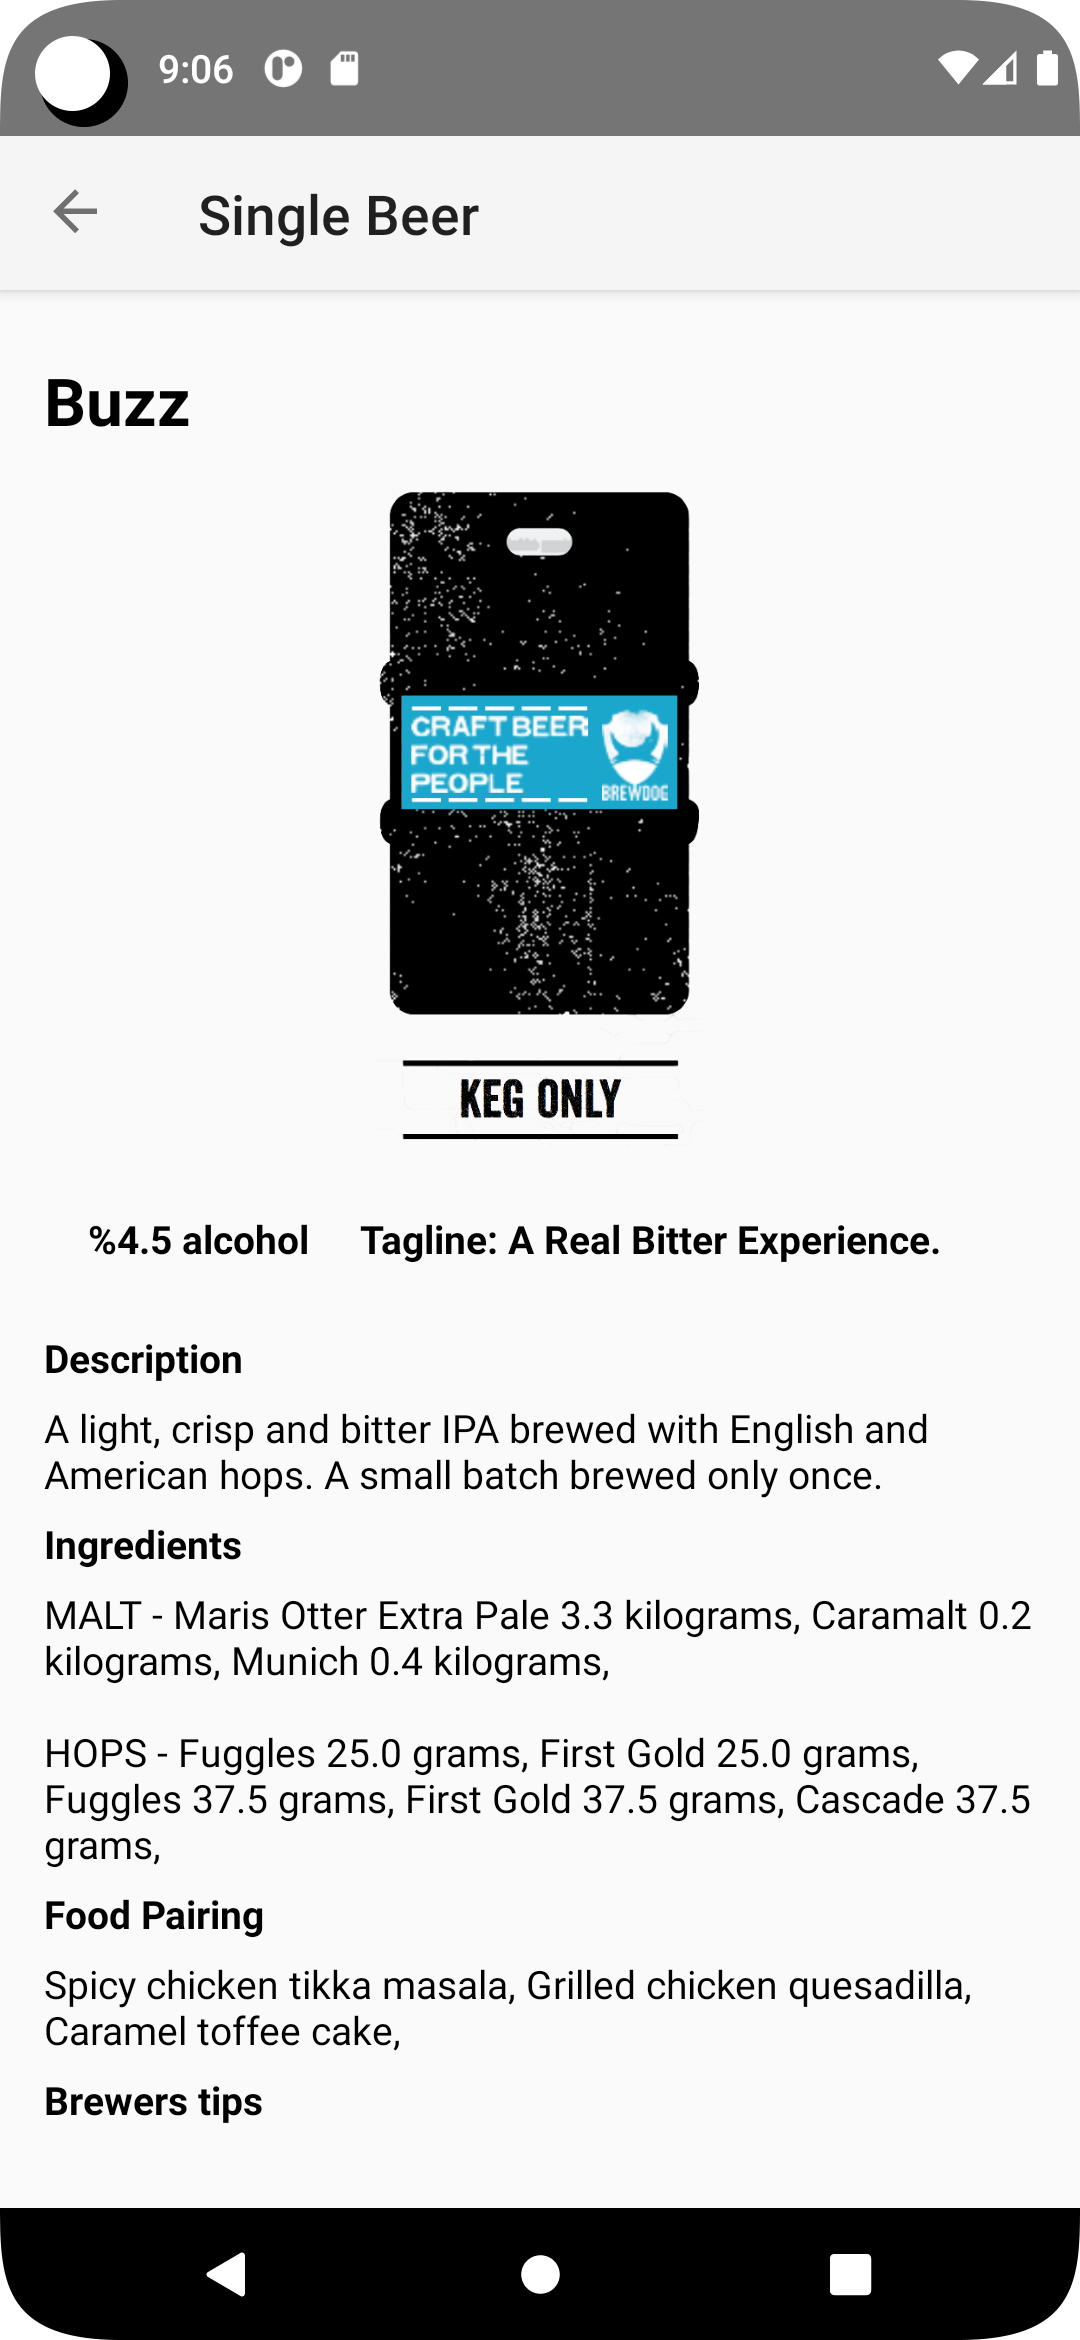 9:06
Single Beer
Buzz
CRAFT BEER
FOR THE
PEOPLE
BREWDOG
KEG ONLY
%4.5 alcohol
Tagline: A Real Bitter Experience.
Description
A light, crisp and bitter IPA brewed with English and
American hops. A small batch brewed only once.
Ingredients
MALT - Maris Otter Extra Pale 3.3 kilograms, Caramalt 0.2
kilograms, Munich 0.4 kilograms,
HOPS - Fuggles 25.0 grams, First Gold 25.0 grams,
Fuggles 37.5 grams, First Gold 37.5 grams, Cascade 37.5
grams,
Food Pairing
Spicy chicken tikka masala, Grilled chicken quesadilla,
Caramel toffee cake,
Brewers tips